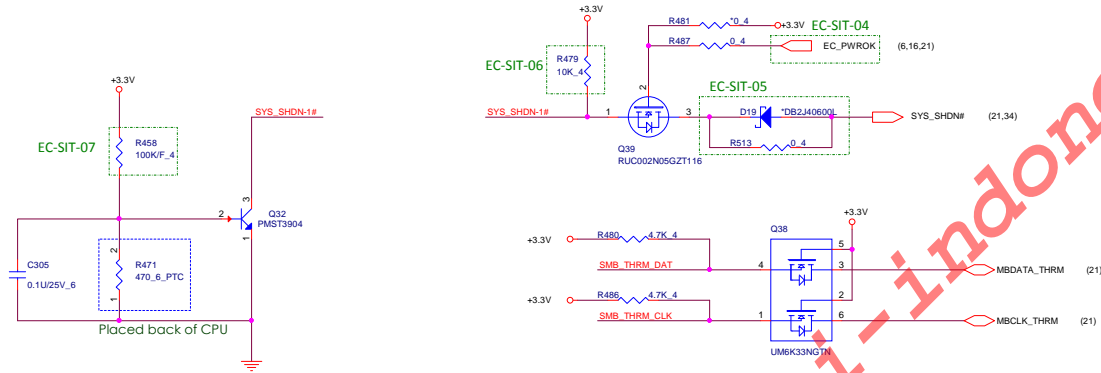 +3.3V
EC-SIT-07
R458
100K/F_4
SYS_SHDN-1#
3
2
Q32
PMST3904
1
C305
0.1U/25V_6
2
R471
470_6_PTC
1
Placed back of CPU
+3.3V
R481
*0_4
+3.3V
EC-SIT-04
R487
0_4
EC_PWROK
(6,16,21)
EC-SIT-06
R479
10K_4
EC-SIT-05
2
SYS_SHDN-1#
1
3
D19
*DB2J40600L
SYS_SHDN#
(21,34)
Q39
RUC002N05GZT116
R513
0_4
+3.3V
Q38
+3.3V
R480
4.7K_4
5
SMB_THRM_DAT
4
3
MBDATA_THRM
(21)
+3.3V
R486
4.7K_4
2
SMB_THRM_CLK
1
6
MBCLK_THRM
(21)
UM6K33NGTN
i-indon